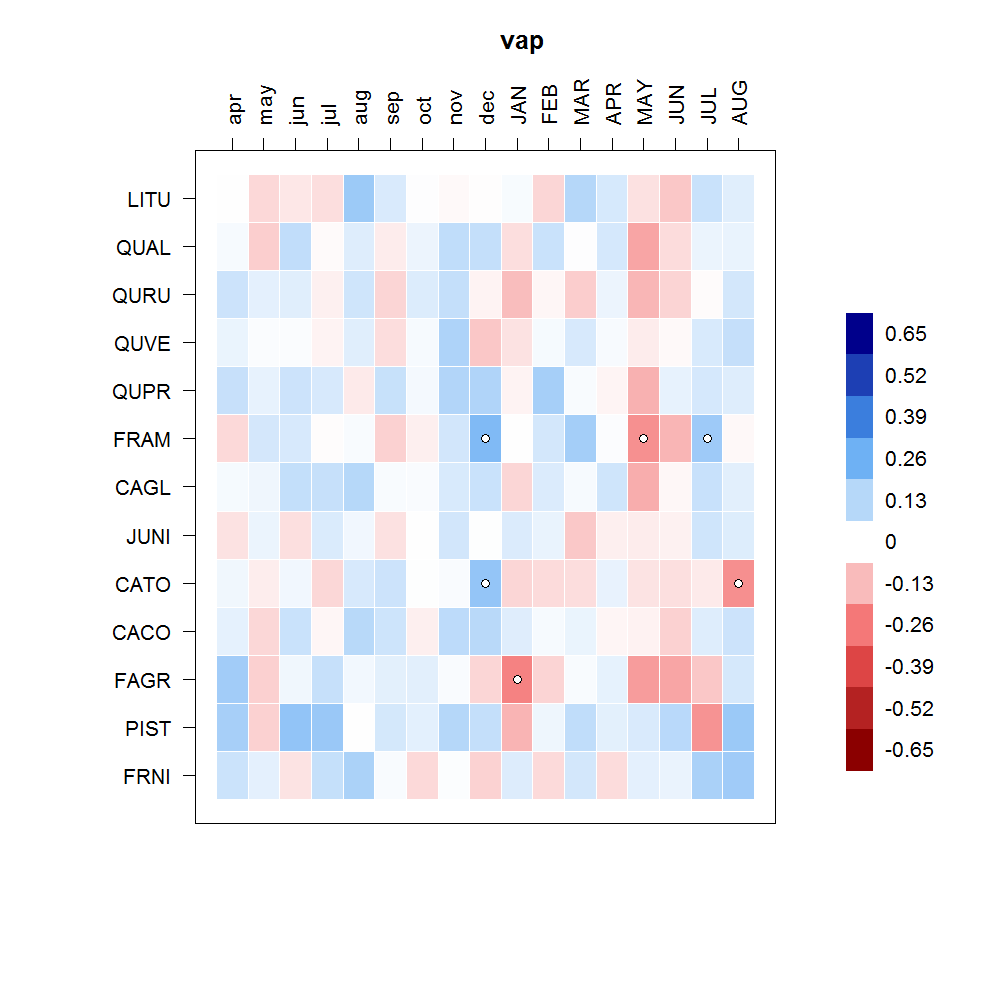 vap
apr may jun jul aug sep oct nov dec JAN FEB MAR APR MAY JUN JUL AUG
LITU
QUAL
QURU
QUVE
QUPR
FRAM
CAGL
JUNI
CATO
CACO
FAGR
PIST
FRNI
0.65
0.52
0.39
0.26
0.13
0
-0.13
-0.26
-0.39
-0.52
-0.65